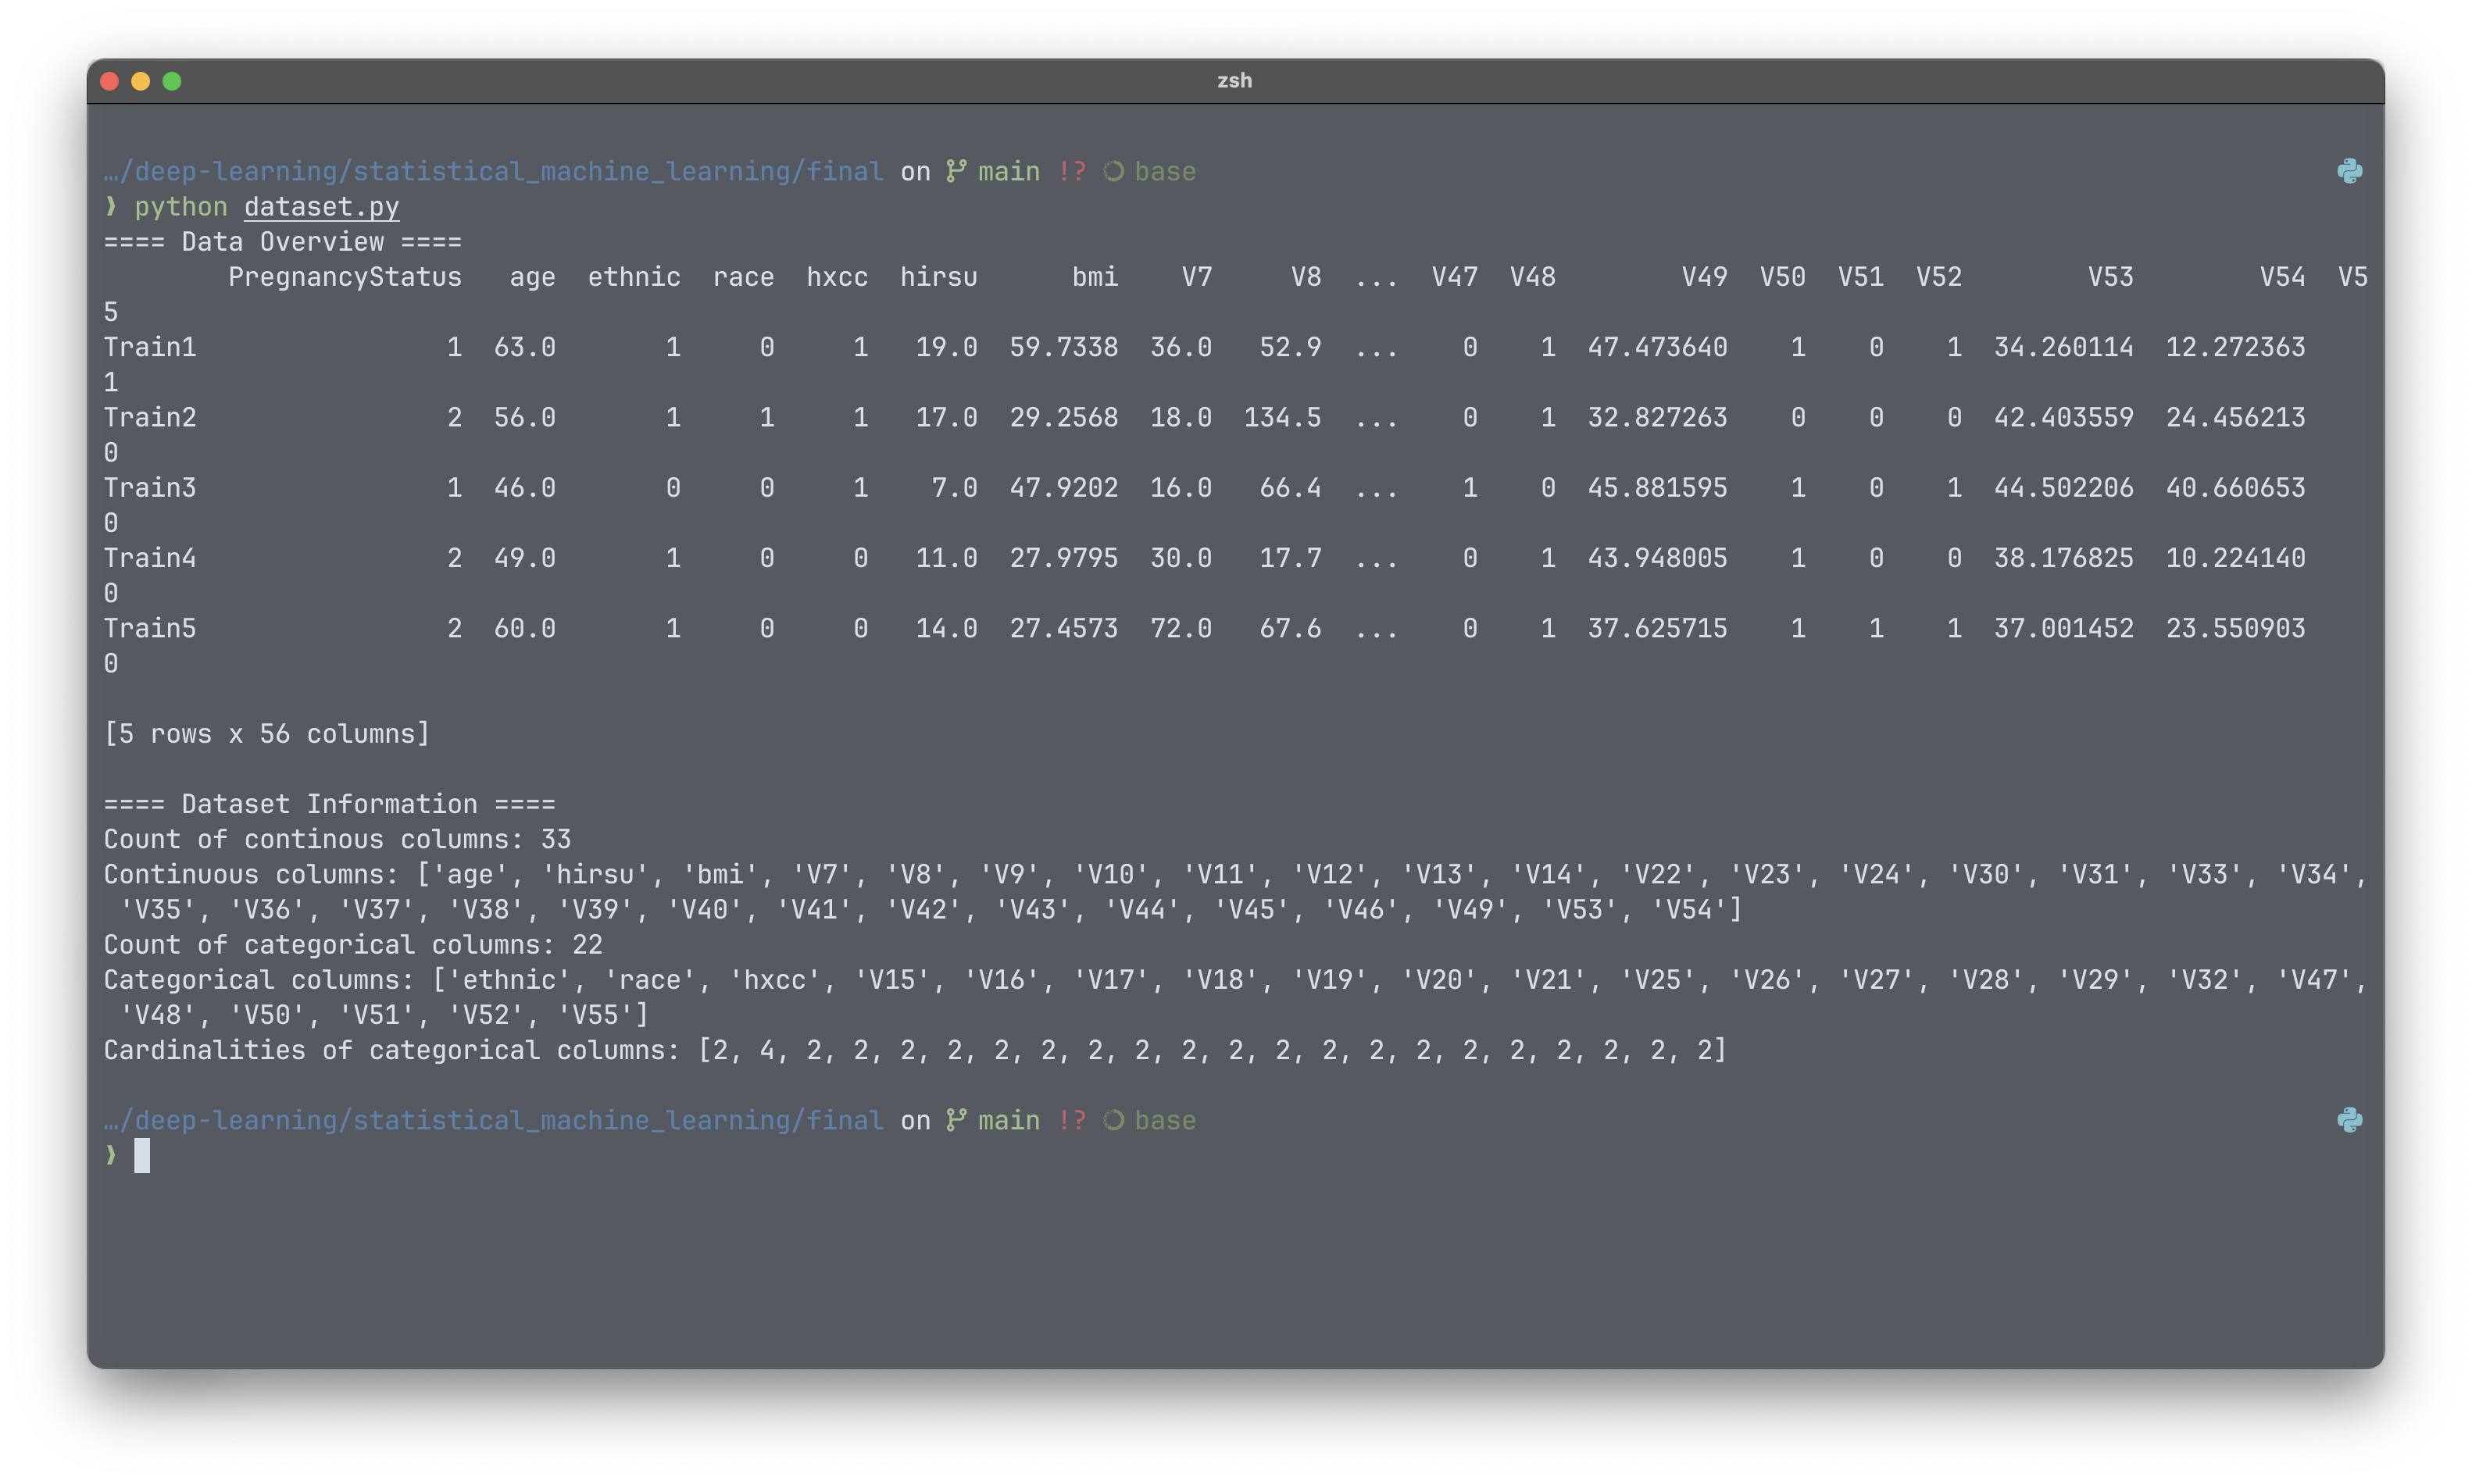 zsh
…/deep-learning/statistical_machine_learning/final on main !? base
❯ python dataset.py
==== Data Overview ====
        PregnancyStatus   age  ethnic  race  hxcc  hirsu      bmi    V7     V8  ...  V47  V48        V49  V50  V51  V52        V53        V54  V5
5
Train1                1  63.0       1     0     1   19.0  59.7338  36.0   52.9  ...    0    1  47.473640    1    0    1  34.260114  12.272363
1
Train2                2  56.0       1     1     1   17.0  29.2568  18.0  134.5  ...    0    1  32.827263    0    0    0  42.403559  24.456213
0
Train3                1  46.0       0     0     1    7.0  47.9202  16.0   66.4  ...    1    0  45.881595    1    0    1  44.502206  40.660653
0
Train4                2  49.0       1     0     0   11.0  27.9795  30.0   17.7  ...    0    1  43.948005    1    0    0  38.176825  10.224140
0
Train5                2  60.0       1     0     0   14.0  27.4573  72.0   67.6  ...    0    1  37.625715    1    1    1  37.001452  23.550903
0
[5 rows x 56 columns]
==== Dataset Information ====
Count of continous columns: 33
Continuous columns: ['age', 'hirsu', 'bmi', 'V7', 'V8', 'V9', 'V10', 'V11', 'V12', 'V13', 'V14', 'V22', 'V23', 'V24', 'V30', 'V31', 'V33', 'V34',
 'V35', 'V36', 'V37', 'V38', 'V39', 'V40', 'V41', 'V42', 'V43', 'V44', 'V45', 'V46', 'V49', 'V53', 'V54']
Count of categorical columns: 22
Categorical columns: ['ethnic', 'race', 'hxcc', 'V15', 'V16', 'V17', 'V18', 'V19', 'V20', 'V21', 'V25', 'V26', 'V27', 'V28', 'V29', 'V32', 'V47',
 'V48', 'V50', 'V51', 'V52', 'V55']
Cardinalities of categorical columns: [2, 4, 2, 2, 2, 2, 2, 2, 2, 2, 2, 2, 2, 2, 2, 2, 2, 2, 2, 2, 2, 2]
…/deep-learning/statistical_machine_learning/final on main !? base
❯